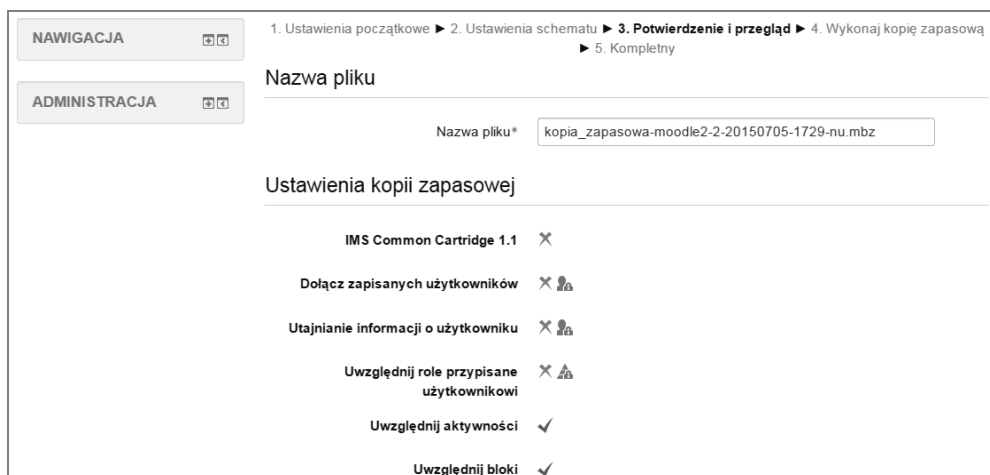 NAWIGACJA
ADMINISTRACJA
1. Ustawienia początkowe ► 2. Ustawienia schematu ► 3. Potwierdzenie i przegląd ► 4. Wykonaj kopię zapasową
► 5. Kompletny
Nazwa pliku
Nazwa pliku* kopia_zapasowa-moodle2-2-20150705-1729-nu.mbz
Ustawienia kopii zapasowej
IMS Common Cartridge 1.1
Dołącz zapisanych użytkowników
Utajnianie informacji o użytkowniku
Uwzględnij role przypisane
użytkownikowi
Uwzględnij aktywności
Uwzględnij bloki